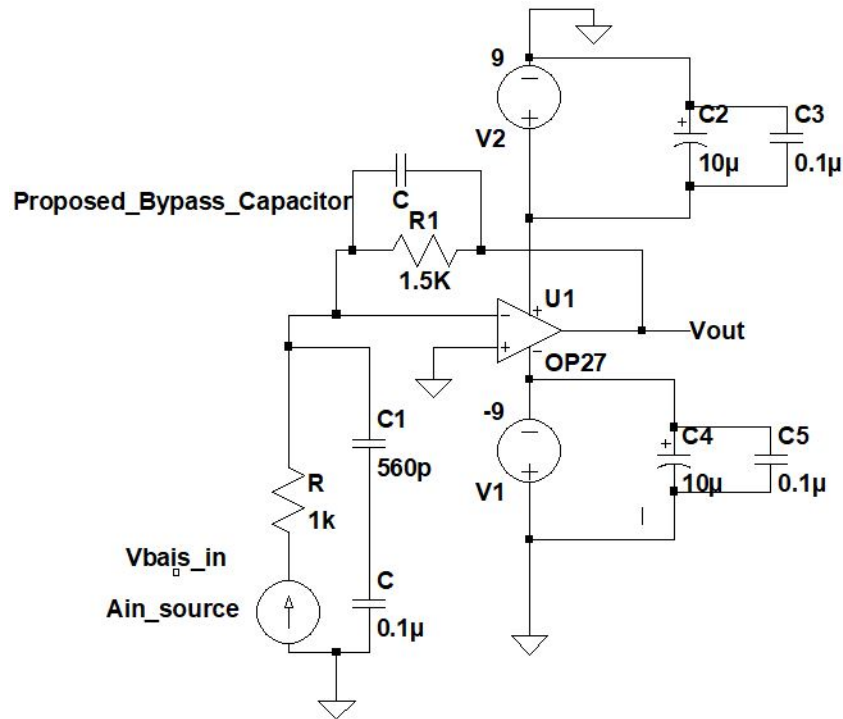 9
V2
C2
10µ
C3
0.1µ
Proposed_Bypass_Capacitor
C
R1
1.5K
U1
OP27
Vout
-9
V1
C4
10µ
C5
0.1µ
C1
560p
R
1k
Vbais_in
Ain_source
C
0.1µ